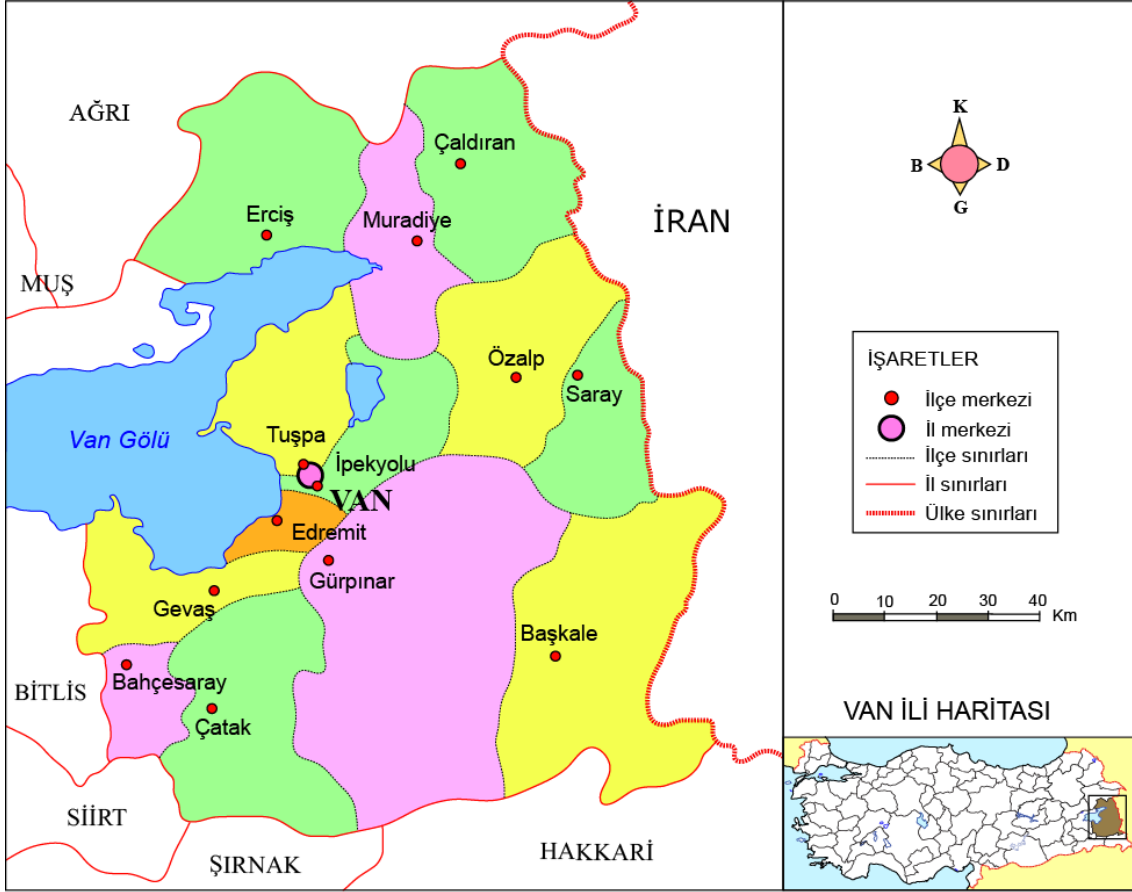 AĞRI
Çaldıran
Erciş
Muradiye
İRAN
MUŞ
Özalp
Saray
Van Gölü
Tuşpa
İpekyolu
VAN
Edremit
Gürpınar
Gevaş
Başkale
Bahçesaray
BİTLİS
Çatak
SİİRT
ŞIRNAK
HAKKARİ
K
B D
G
İŞARETLER
İlçe merkezi
İl merkezi
İlçe sınırları
İl sınırları
Ülke sınırları
0 10 20 30 40
Km
VAN İLİ HARİTASI